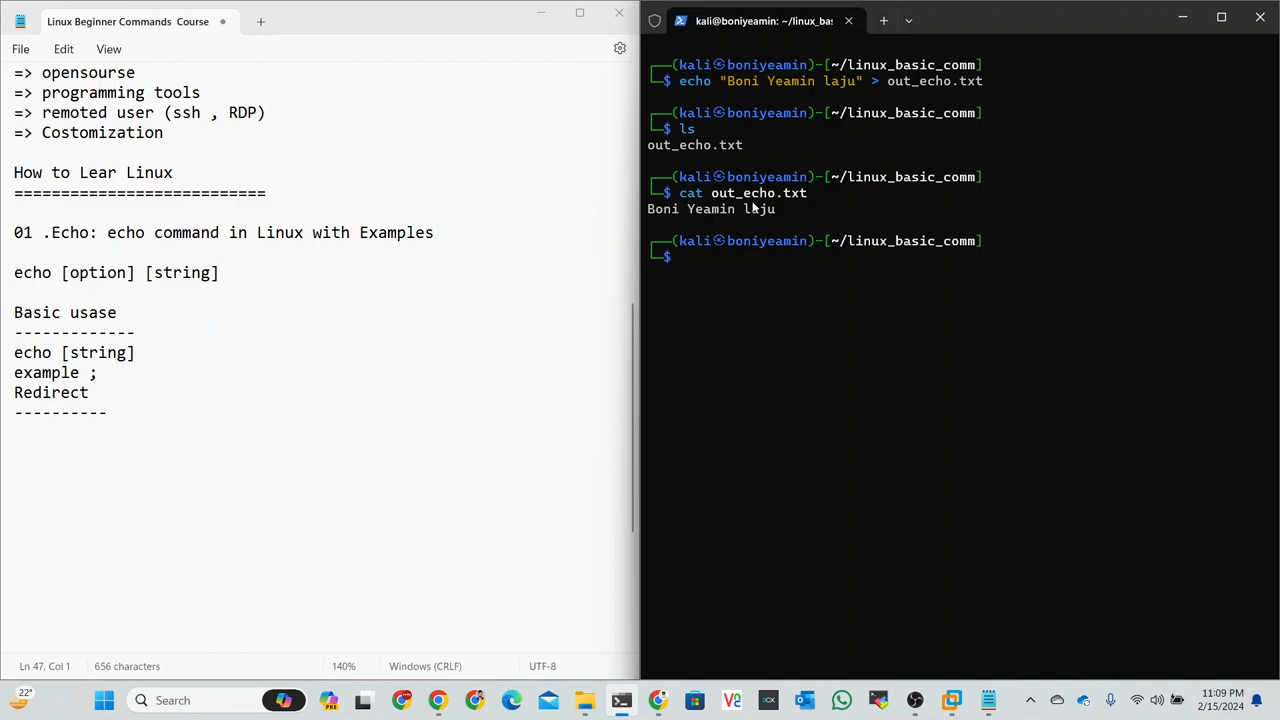 Linux Beginner Commands Course
File Edit View
=> opensourse
=> programming tools
=> remoted user (ssh , RDP)
=> Costomization
How to Lear Linux
===========================
01 .Echo: echo command in Linux with Examples
echo [option] [string]
Basic usase
-------------
echo [string]
example ;
Redirect
----------
Ln 47, Col 1 656 characters 140% Windows (CRLF) UTF-8
kali@boniyeamin: ~/linux_bas
┌──(kali㉿boniyeamin)-[~/linux_basic_comm]
└─$ echo "Boni Yeamin laju" > out_echo.txt
┌──(kali㉿boniyeamin)-[~/linux_basic_comm]
└─$ ls
out_echo.txt
┌──(kali㉿boniyeamin)-[~/linux_basic_comm]
└─$ cat out_echo.txt
Boni Yeamin laju
┌──(kali㉿boniyeamin)-[~/linux_basic_comm]
└─$
22°
Search
11:09 PM
2/15/2024